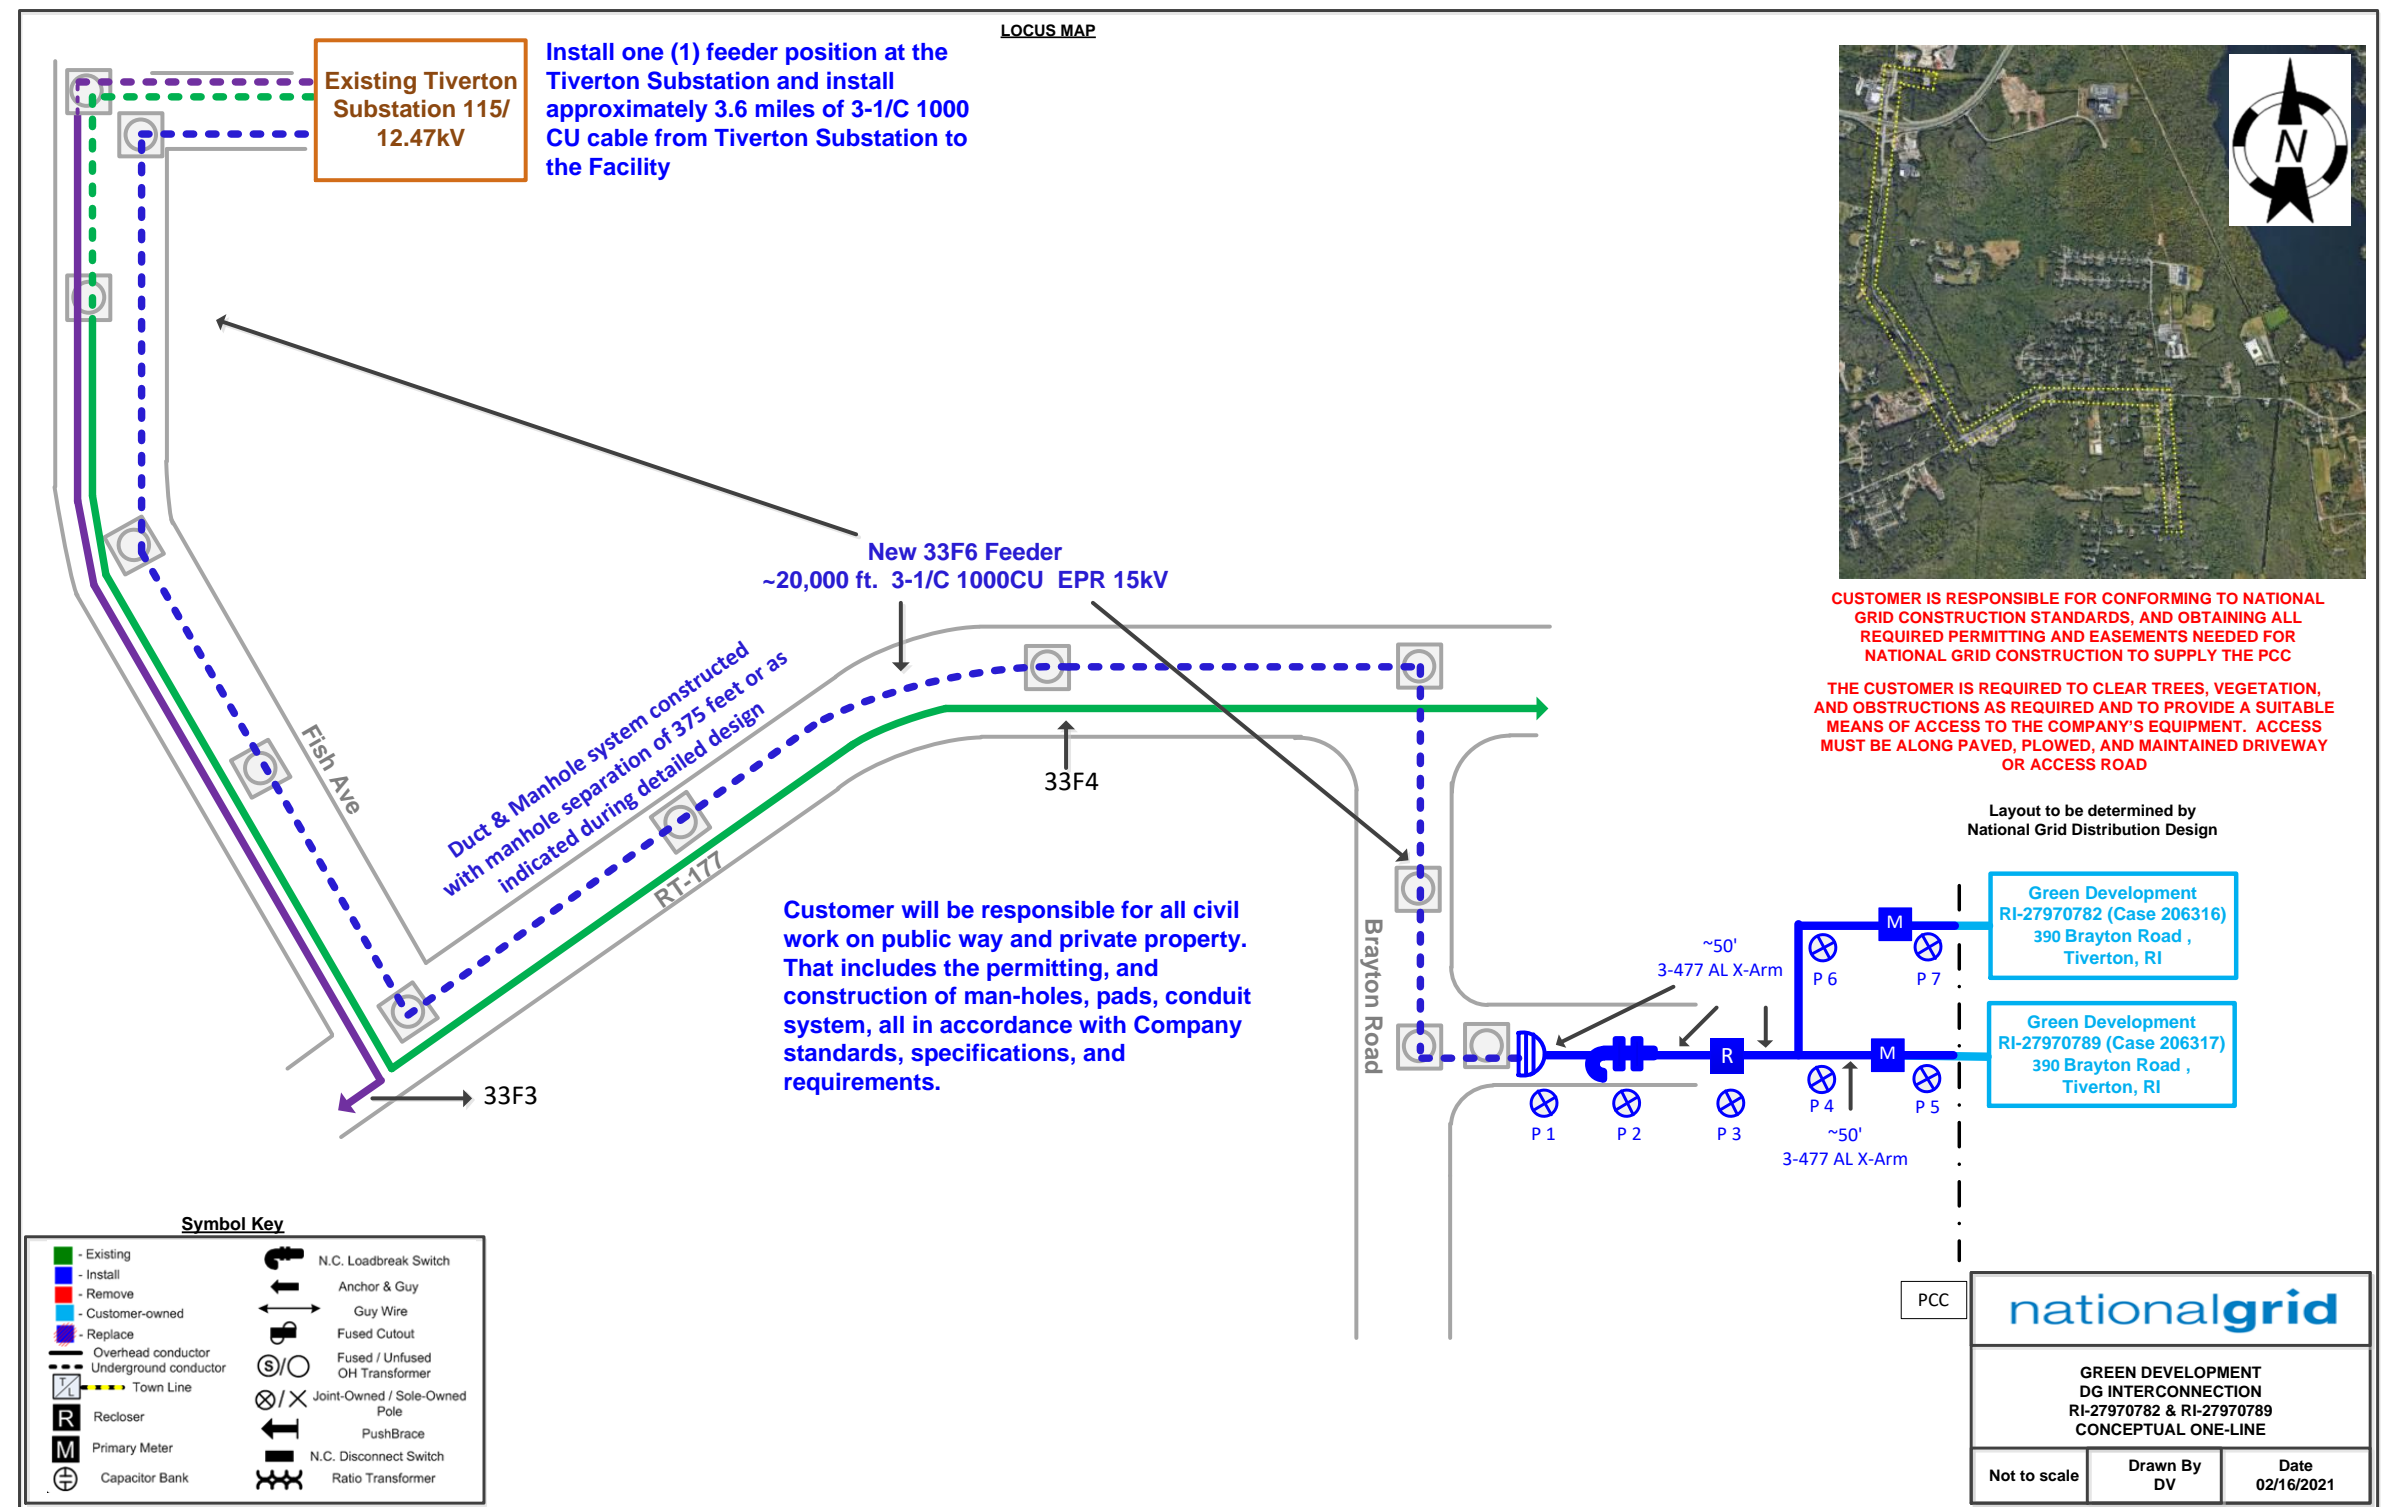 LOCUS MAP
Existing Tiverton
Substation 115/
12.47kV
Install one (1) feeder position at the
Tiverton Substation and install
approximately 3.6 miles of 3-1/C 1000
CU cable from Tiverton Substation to
the Facility
N
New 33F6 Feeder
~20,000 ft.  3-1/C 1000CU  EPR 15kV
CUSTOMER IS RESPONSIBLE FOR CONFORMING TO NATIONAL
GRID CONSTRUCTION STANDARDS, AND OBTAINING ALL
REQUIRED PERMITTING AND EASEMENTS NEEDED FOR
NATIONAL GRID CONSTRUCTION TO SUPPLY THE PCC
THE CUSTOMER IS REQUIRED TO CLEAR TREES, VEGETATION,
AND OBSTRUCTIONS AS REQUIRED AND TO PROVIDE A SUITABLE
MEANS OF ACCESS TO THE COMPANY'S EQUIPMENT.  ACCESS
MUST BE ALONG PAVED, PLOWED, AND MAINTAINED DRIVEWAY
OR ACCESS ROAD
Duct & Manhole system constructed
with manhole separation of 375 feet or as
indicated during detailed design
Fish Ave
RT-177
33F4
33F3
Layout to be determined by
National Grid Distribution Design
Customer will be responsible for all civil
work on public way and private property.
That includes the permitting, and
construction of man-holes, pads, conduit
system, all in accordance with Company
standards, specifications, and
requirements.
Brayton Road
~50'
3-477 AL X-Arm
M
P 6
P 7
Green Development
RI-27970782 (Case 206316)
390 Brayton Road ,
Tiverton, RI
R
M
P 1
P 2
P 3
P 4
P 5
~50'
3-477 AL X-Arm
Green Development
RI-27970789 (Case 206317)
390 Brayton Road ,
Tiverton, RI
Symbol Key
- Existing
- Install
- Remove
- Customer-owned
- Replace
Overhead conductor
Underground conductor
T/L
Town Line
R
Recloser
M
Primary Meter
Capacitor Bank
N.C. Loadbreak Switch
Anchor & Guy
Guy Wire
Fused Cutout
S
/
Fused / Unfused
OH Transformer
/
Joint-Owned / Sole-Owned
Pole
PushBrace
N.C. Disconnect Switch
Ratio Transformer
PCC
nationalgrid
GREEN DEVELOPMENT
DG INTERCONNECTION
RI-27970782 & RI-27970789
CONCEPTUAL ONE-LINE
Not to scale
Drawn By
DV
Date
02/16/2021